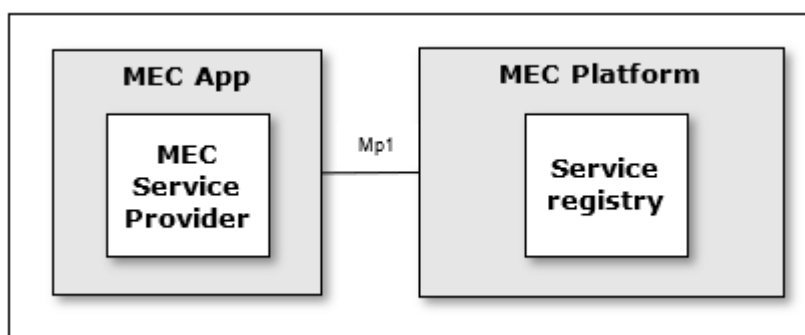 MEC App
MEC
Service
Provider
Mp1
MEC Platform
Service
registry